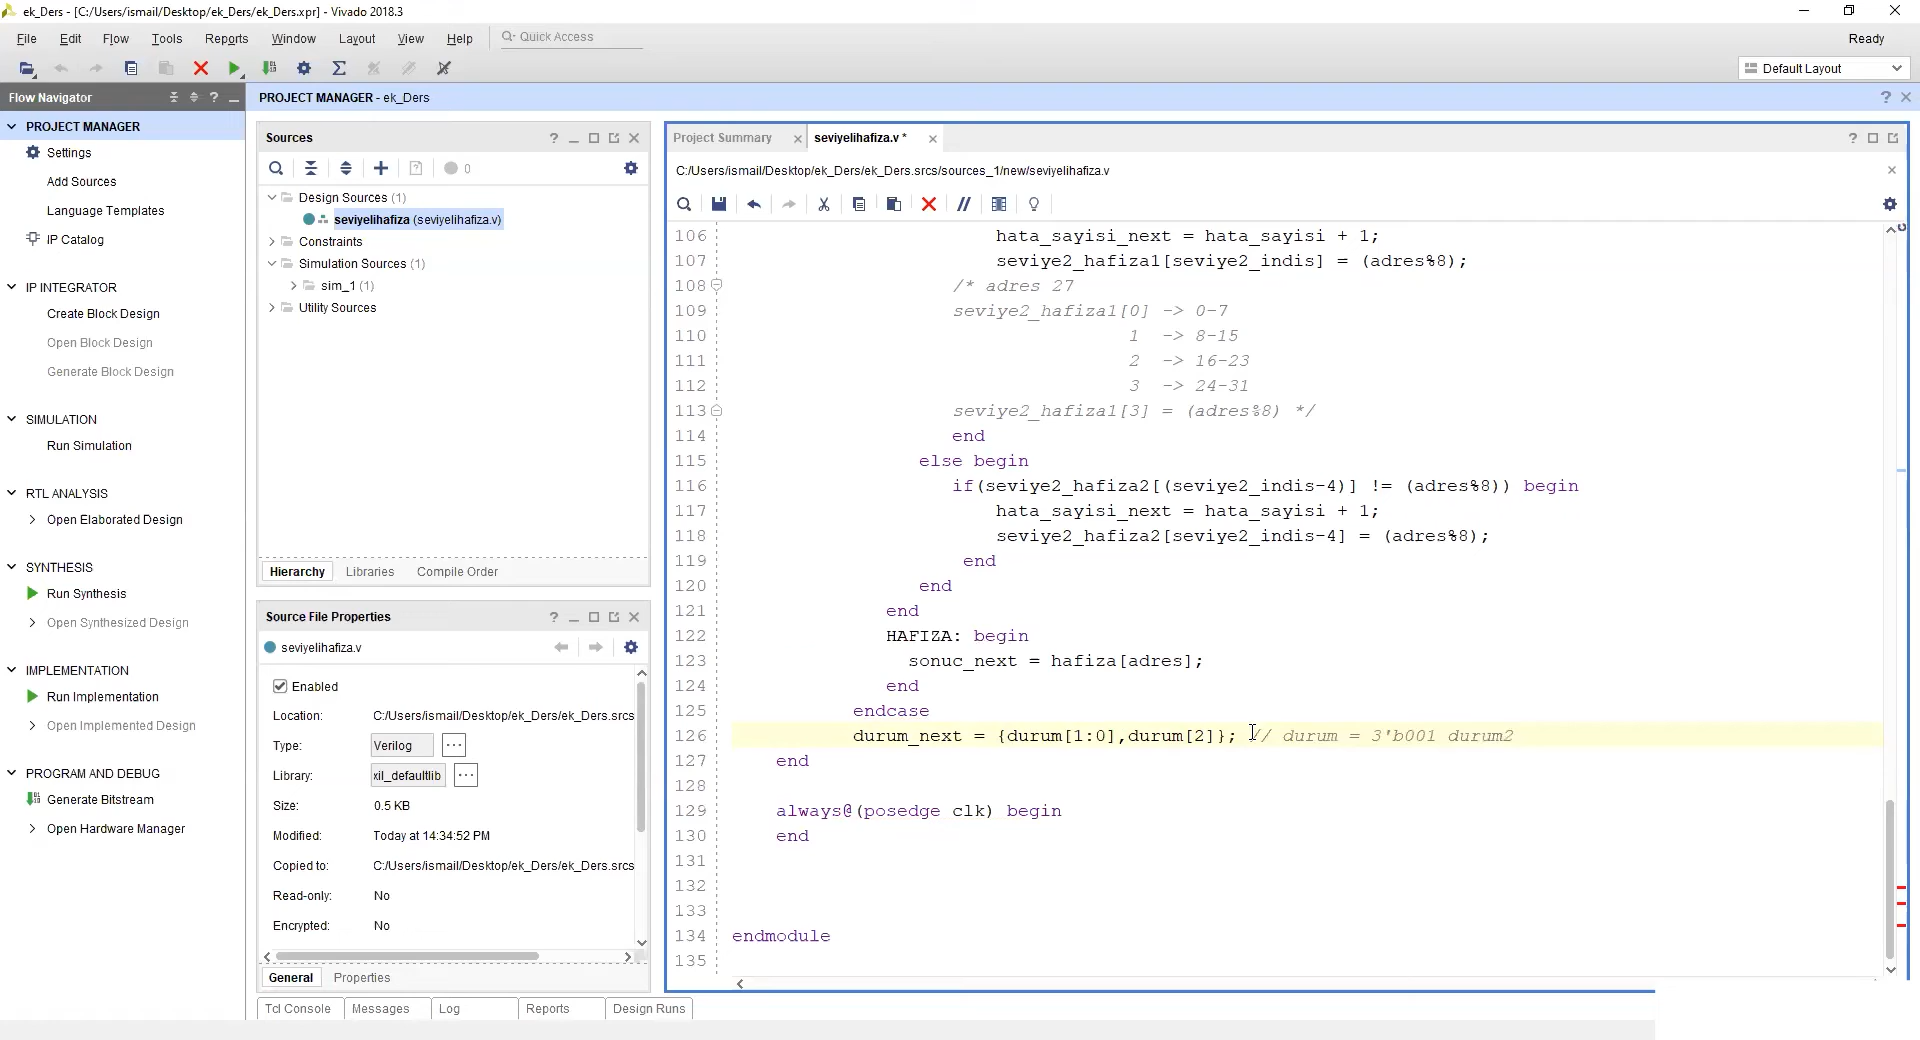 ek_Ders - [C:/Users/ismail/Desktop/ek_Ders/ek_Ders.xpr] - Vivado 2018.3
File Edit Flow Tools Reports Window Layout View Help
Quick Access
Ready
Default Layout
Flow Navigator
PROJECT MANAGER
Settings
Add Sources
Language Templates
IP Catalog
IP INTEGRATOR
Create Block Design
Open Block Design
Generate Block Design
SIMULATION
Run Simulation
RTL ANALYSIS
Open Elaborated Design
SYNTHESIS
Run Synthesis
Open Synthesized Design
IMPLEMENTATION
Run Implementation
Open Implemented Design
PROGRAM AND DEBUG
Generate Bitstream
Open Hardware Manager
PROJECT MANAGER - ek_Ders
Sources
0
Design Sources (1)
seviyelihafiza (seviyelihafiza.v)
Constraints
Simulation Sources (1)
sim_1 (1)
Utility Sources
Hierarchy Libraries Compile Order
Source File Properties
seviyelihafiza.v
Enabled
Location: C:/Users/ismail/Desktop/ek_Ders/ek_Ders.srcs
Type: Verilog
Library: xil_defaultlib
Size: 0.5 KB
Modified: Today at 14:34:52 PM
Copied to: C:/Users/ismail/Desktop/ek_Ders/ek_Ders.srcs
Read-only: No
Encrypted: No
General Properties
Tcl Console Messages Log Reports Design Runs
Project Summary seviyelihafiza.v *
C:/Users/ismail/Desktop/ek_Ders/ek_Ders.srcs/sources_1/new/seviyelihafiza.v
106 hata_sayisi_next = hata_sayisi + 1;
107 seviye2_hafiza1[seviye2_indis] = (adres%8);
108 /* adres 27
109 seviye2_hafiza1[0] -> 0-7
110 1 -> 8-15
111 2 -> 16-23
112 3 -> 24-31
113 seviye2_hafiza1[3] = (adres%8) */
114 end
115 else begin
116 if(seviye2_hafiza2[(seviye2_indis-4)] != (adres%8)) begin
117 hata_sayisi_next = hata_sayisi + 1;
118 seviye2_hafiza2[seviye2_indis-4] = (adres%8);
119 end
120 end
121 end
122 HAFIZA: begin
123 sonuc_next = hafiza[adres];
124 end
125 endcase
126 durum_next = {durum[1:0],durum[2]}; // durum = 3'b001 durum2
127 end
128
129 always@(posedge clk) begin
130 end
131
132
133
134 endmodule
135